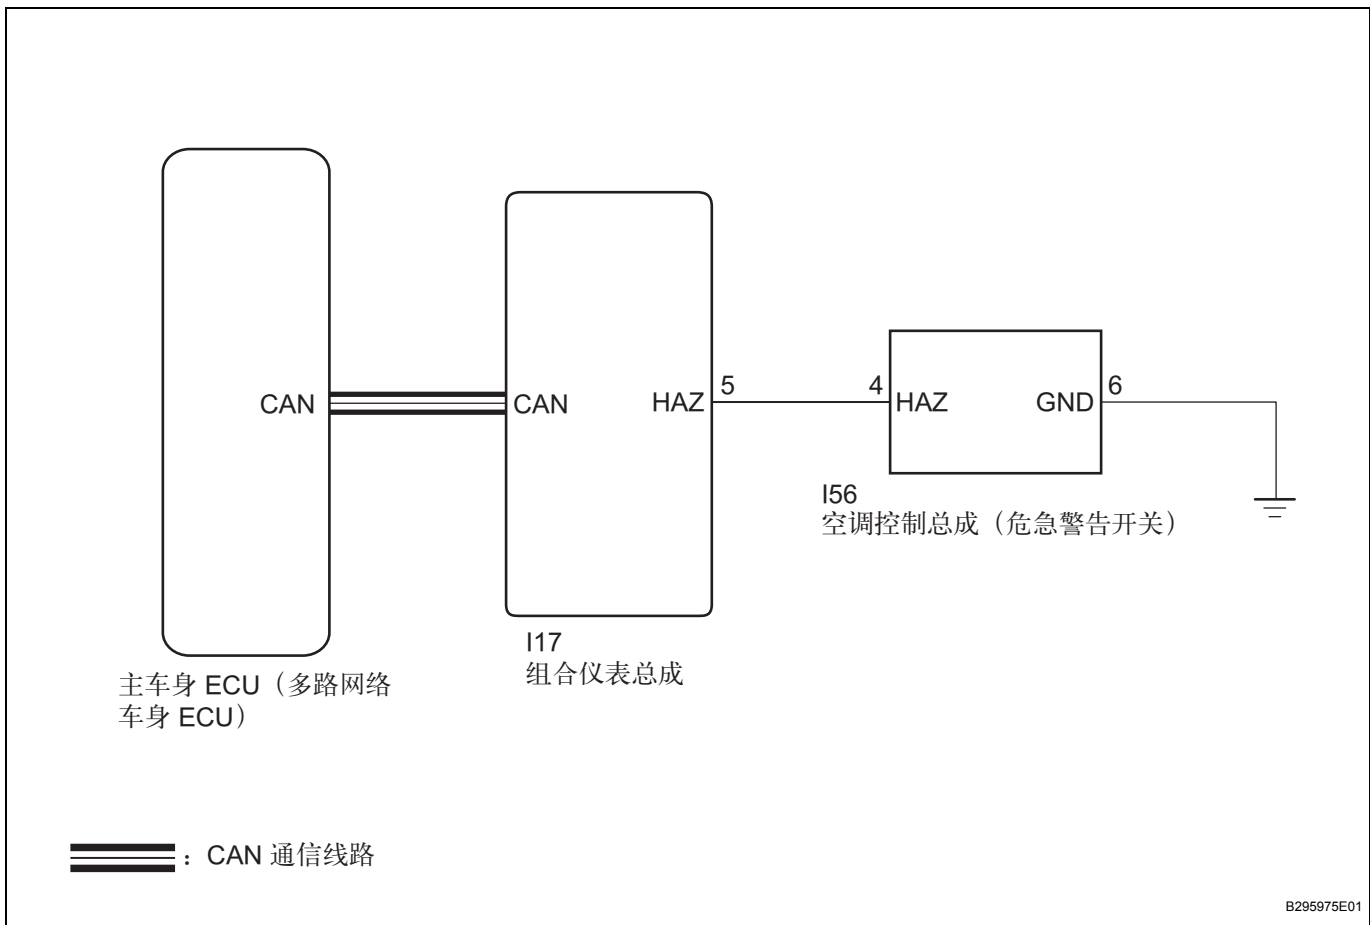 CAN
CAN
HAZ
5
4
HAZ
GND
6
I56
空调控制总成（危急警告开关）
I17
组合仪表总成
主车身 ECU（多路网络
车身 ECU）
：CAN 通信线路
B295975E01